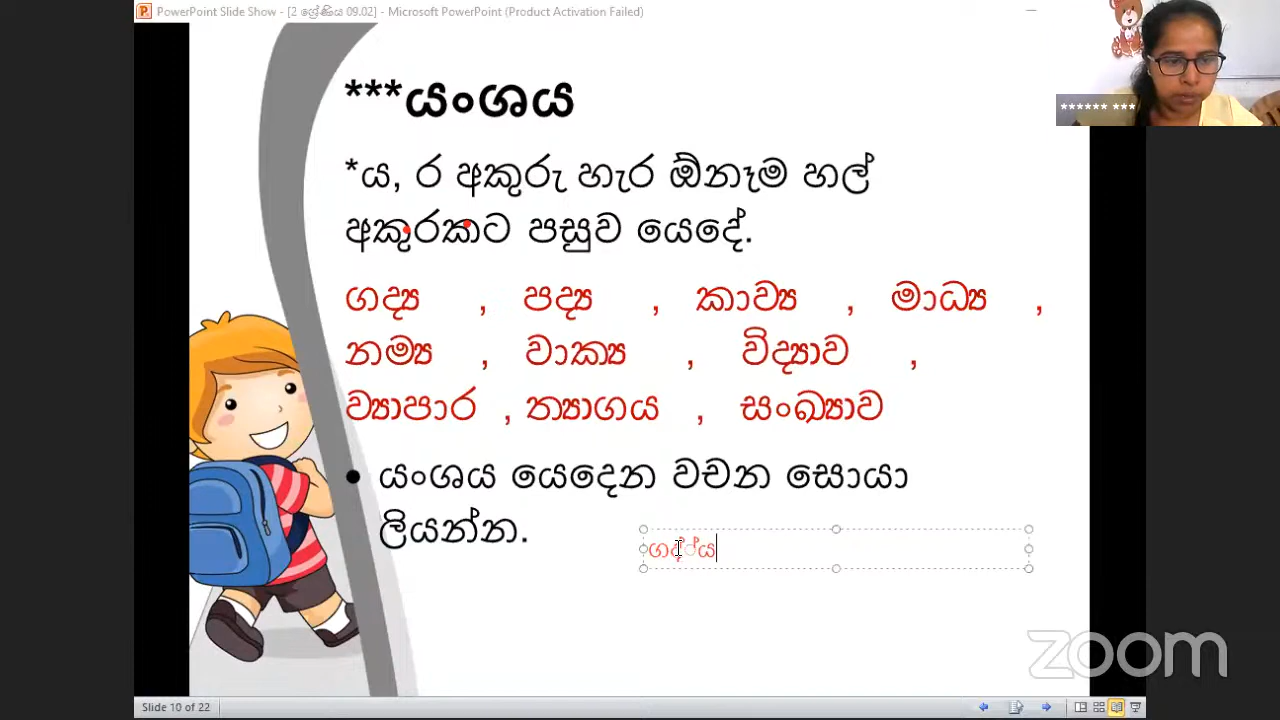 PowerPoint Slide Show - [2 ශ්‍රේණිය 09.02] - Microsoft PowerPoint (Product Activation Failed)
****** ***
***යංශය
*ය, ර අකුරු හැර ඕනෑම හල්
අකුරකට පසුව යෙදේ.
ගද්‍ය , පද්‍ය , කාව්‍ය , මාධ්‍ය ,
නම්‍ය , වාක්‍ය , විද්‍යාව ,
ව්‍යාපාර , ත්‍යාගය , සංඛ්‍යාව
• යංශය යෙදෙන වචන සොයා
ලියන්න.
ගද්්ය
zoom
Slide 10 of 22